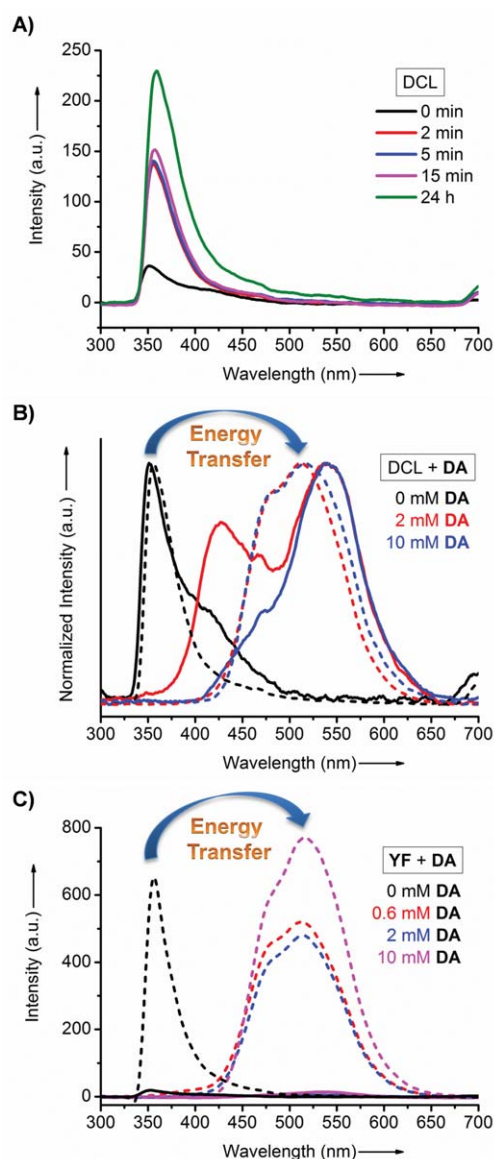 A)
250
200
150
100
50
0
Intensity (a.u.)
DCL
0 min
2 min
5 min
15 min
24 h
300 350 400 450 500 550 600 650 700
Wavelength (nm)
B)
Energy
Transfer
Normalized Intensity (a.u.)
DCL + DA
0 mM DA
2 mM DA
10 mM DA
300 350 400 450 500 550 600 650 700
Wavelength (nm)
C)
Energy
Transfer
800
600
400
200
0
Intensity (a.u.)
YF + DA
0 mM DA
0.6 mM DA
2 mM DA
10 mM DA
300 350 400 450 500 550 600 650 700
Wavelength (nm)